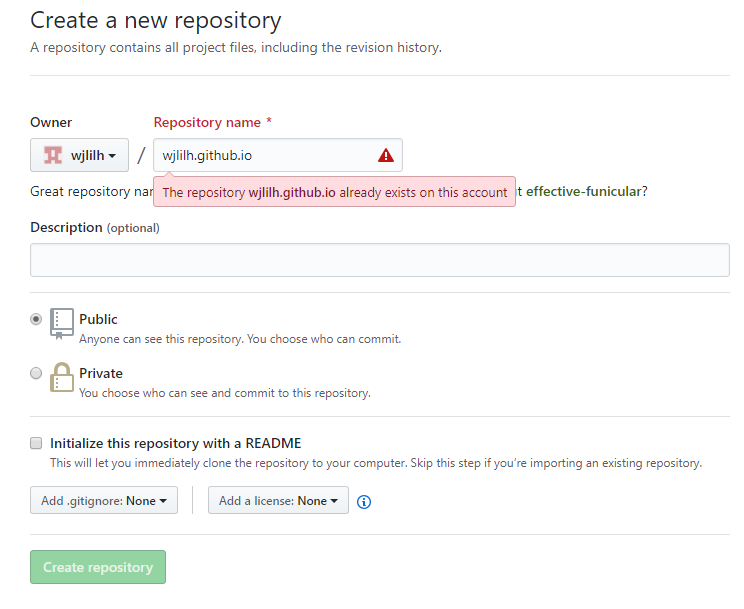 Create a new repository
A repository contains all project files, including the revision history.
Owner
Repository name *
wjlilh
/
wjlilh.github.io
Great repository
The repository wjlilh.github.io already exists on this account
effective-funicular?
Description (optional)
Public
Anyone can see this repository. You choose who can commit.
Private
You choose who can see and commit to this repository.
Initialize this repository with a README
This will let you immediately clone the repository to your computer. Skip this step if you're importing an existing repository.
Add .gitignore: None
Add a license: None
Create repository